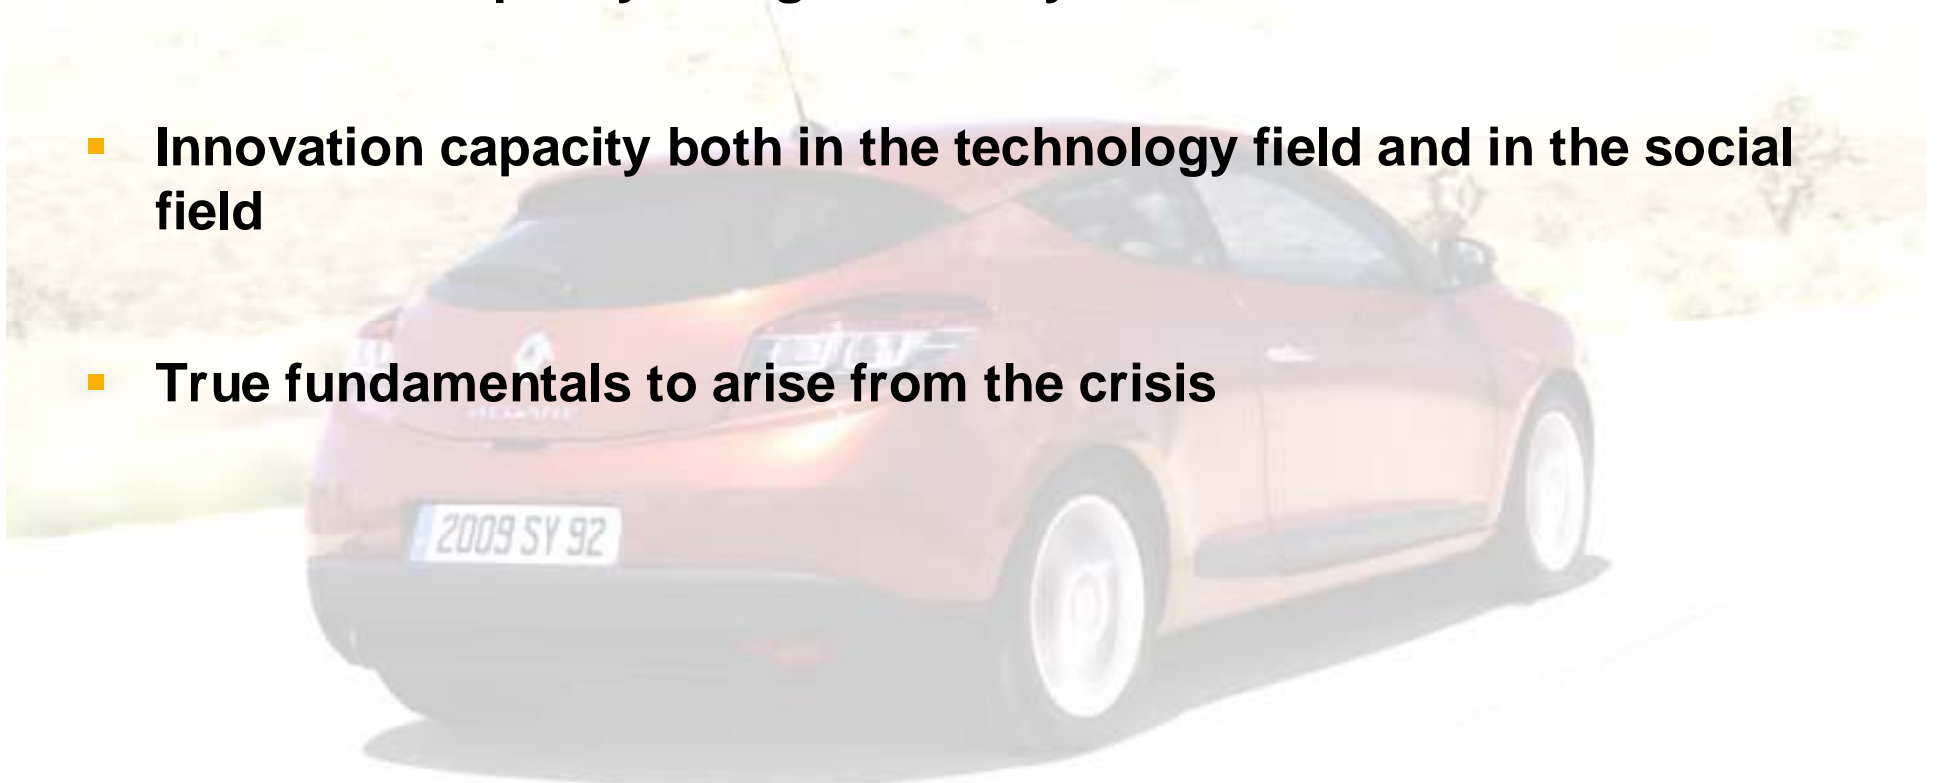 Innovation capacity both in the technology field and in the social
field
True fundamentals to arise from the crisis
2009 SY 92